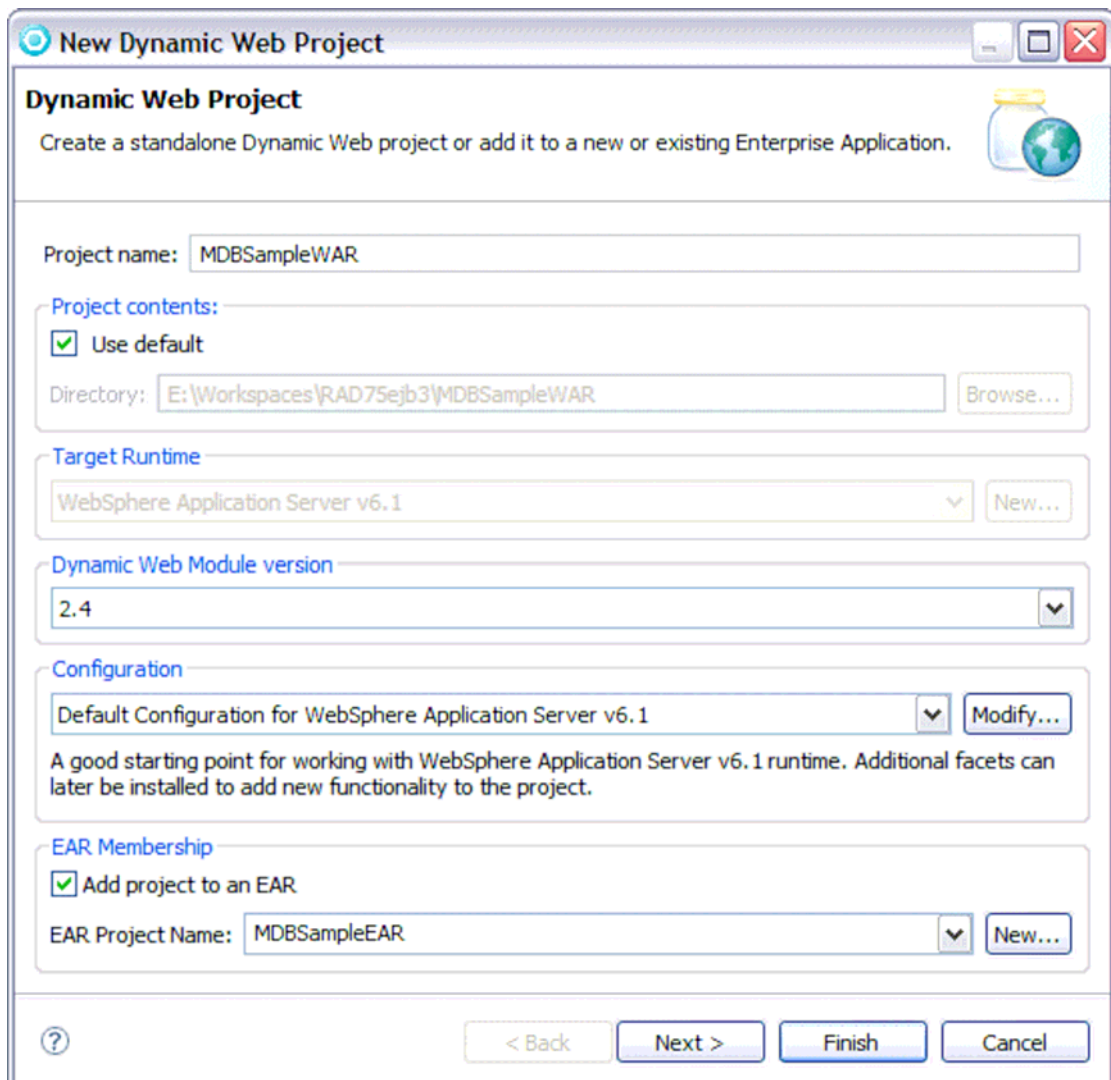 New Dynamic Web Project
Dynamic Web Project
Create a standalone Dynamic Web project or add it to a new or existing Enterprise Application.
Project name: MDBSampleWAR
Project contents:
Use default
Directory: E:\Workspaces\RAD75ejb3\MDBSampleWAR Browse...
Target Runtime
WebSphere Application Server v6.1 New...
Dynamic Web Module version
2.4
Configuration
Default Configuration for WebSphere Application Server v6.1 Modify...
A good starting point for working with WebSphere Application Server v6.1 runtime. Additional facets can
later be installed to add new functionality to the project.
EAR Membership
Add project to an EAR
EAR Project Name: MDBSampleEAR New...
? < Back Next > Finish Cancel